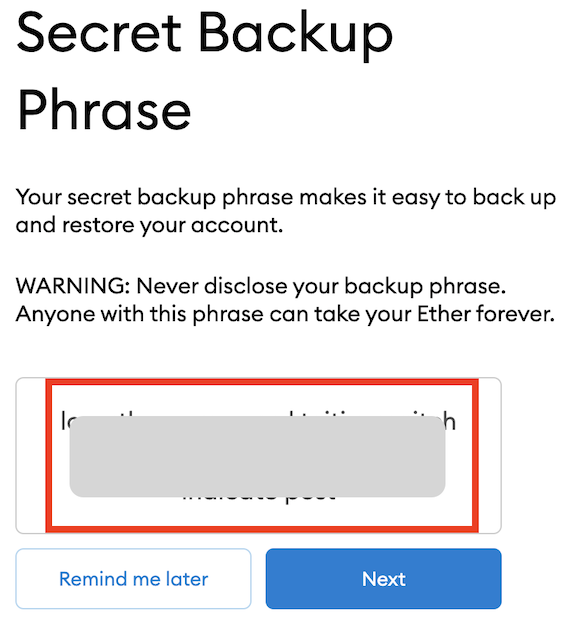 Secret Backup
Phrase
Your secret backup phrase makes it easy to back up
and restore your account.
WARNING: Never disclose your backup phrase.
Anyone with this phrase can take your Ether forever.
Remind me later
Next